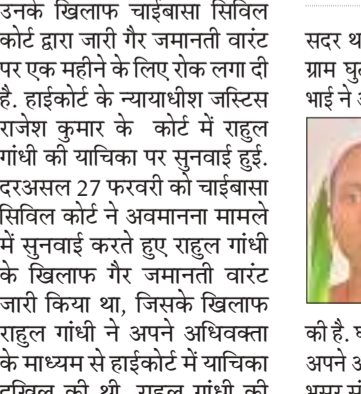 उनके खिलाफ चाईबासा सिविल
कोर्ट द्वारा जारी गैर जमानती वारंट
पर एक महीने के लिए रोक लगा दी
है. हाईकोर्ट के न्यायाधीश जस्टिस
राजेश कुमार के कोर्ट में राहुल
गांधी की याचिका पर सुनवाई हुई.
दरअसल 27 फरवरी को चाईबासा
सिविल कोर्ट ने अवमानना मामले
में सुनवाई करते हुए राहुल गांधी
के खिलाफ गैर जमानती वारंट
जारी किया था, जिसके खिलाफ
राहुल गांधी ने अपने अधिवक्ता
के माध्यम से हाईकोर्ट में याचिका
दाखिल की थी. राहुल गांधी की
सदर
ग्राम
भाई ने
की है.
अपने